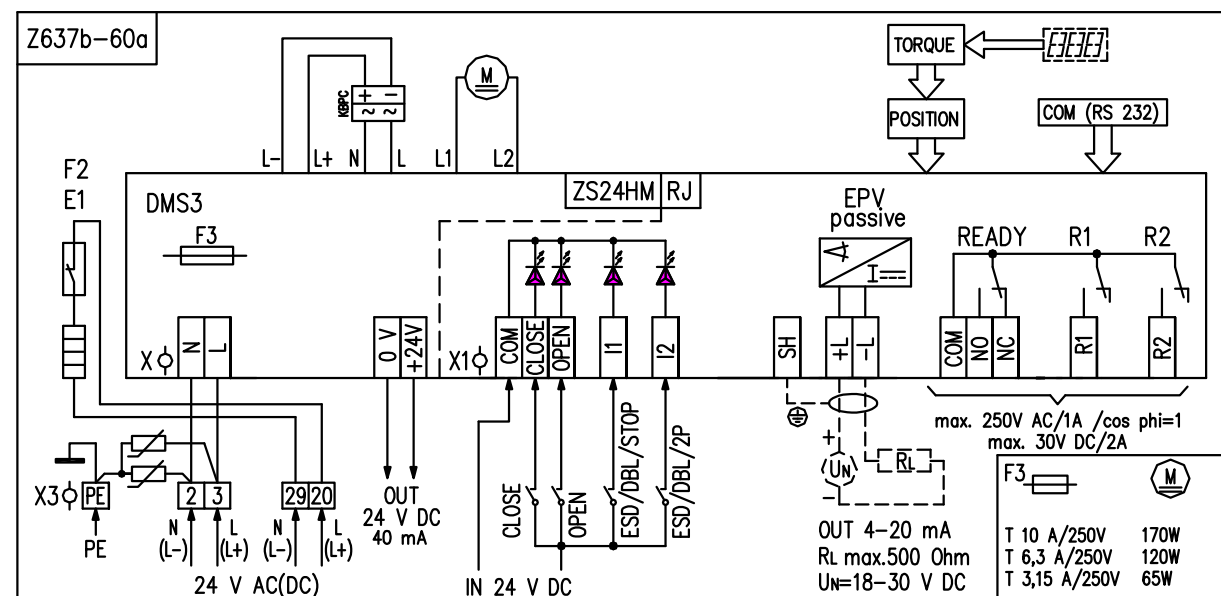 Z637b-60a
TORQUE
POSITION
COM (RS 232)
KBPC
+ −
~ ~
M
L- L+ N L L1 L2
F2
E1
DMS3
ZS24HM RJ
F3
EPV
passive
I
READY R1 R2
X
N
L
0 V
+24V
X1
COM
CLOSE
OPEN
I1
I2
SH
+L
-L
COM
NO
NC
R1
R2
max. 250V AC/1A /cos phi=1
max. 30V DC/2A
X3
PE
2
3
29
20
PE
N
(L-)
L
(L+)
N
(L-)
L
(L+)
24 V AC(DC)
OUT
24 V DC
40 mA
CLOSE
OPEN
ESD/DBL/STOP
ESD/DBL/2P
IN 24 V DC
+
UN
−
RL
OUT 4-20 mA
RL max.500 Ohm
UN=18-30 V DC
F3
M
T 10 A/250V 170W
T 6,3 A/250V 120W
T 3,15 A/250V 65W